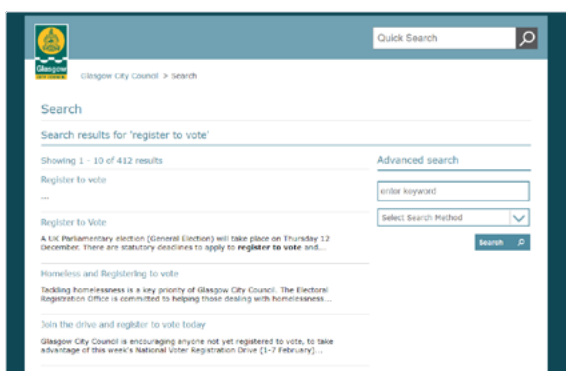 Quick Search
Glasgow
CITY COUNCIL
Glasgow City Council > Search
Search
Search results for 'register to vote'
Showing 1 - 10 of 412 results
Register to vote
...
Register to Vote
A UK Parliamentary election (General Election) will take place on Thursday 12
December. There are statutory deadlines to apply to register to vote and...
Homeless and Registering to vote
Tackling homelessness is a key priority of Glasgow City Council. The Electoral
Registration Office is committed to helping those dealing with homelessness...
Join the drive and register to vote today
Glasgow City Council is encouraging anyone not yet registered to vote, to take
advantage of this week's National Voter Registration Drive (1-7 February)...
Advanced search
enter keyword
Select Search Method
Search